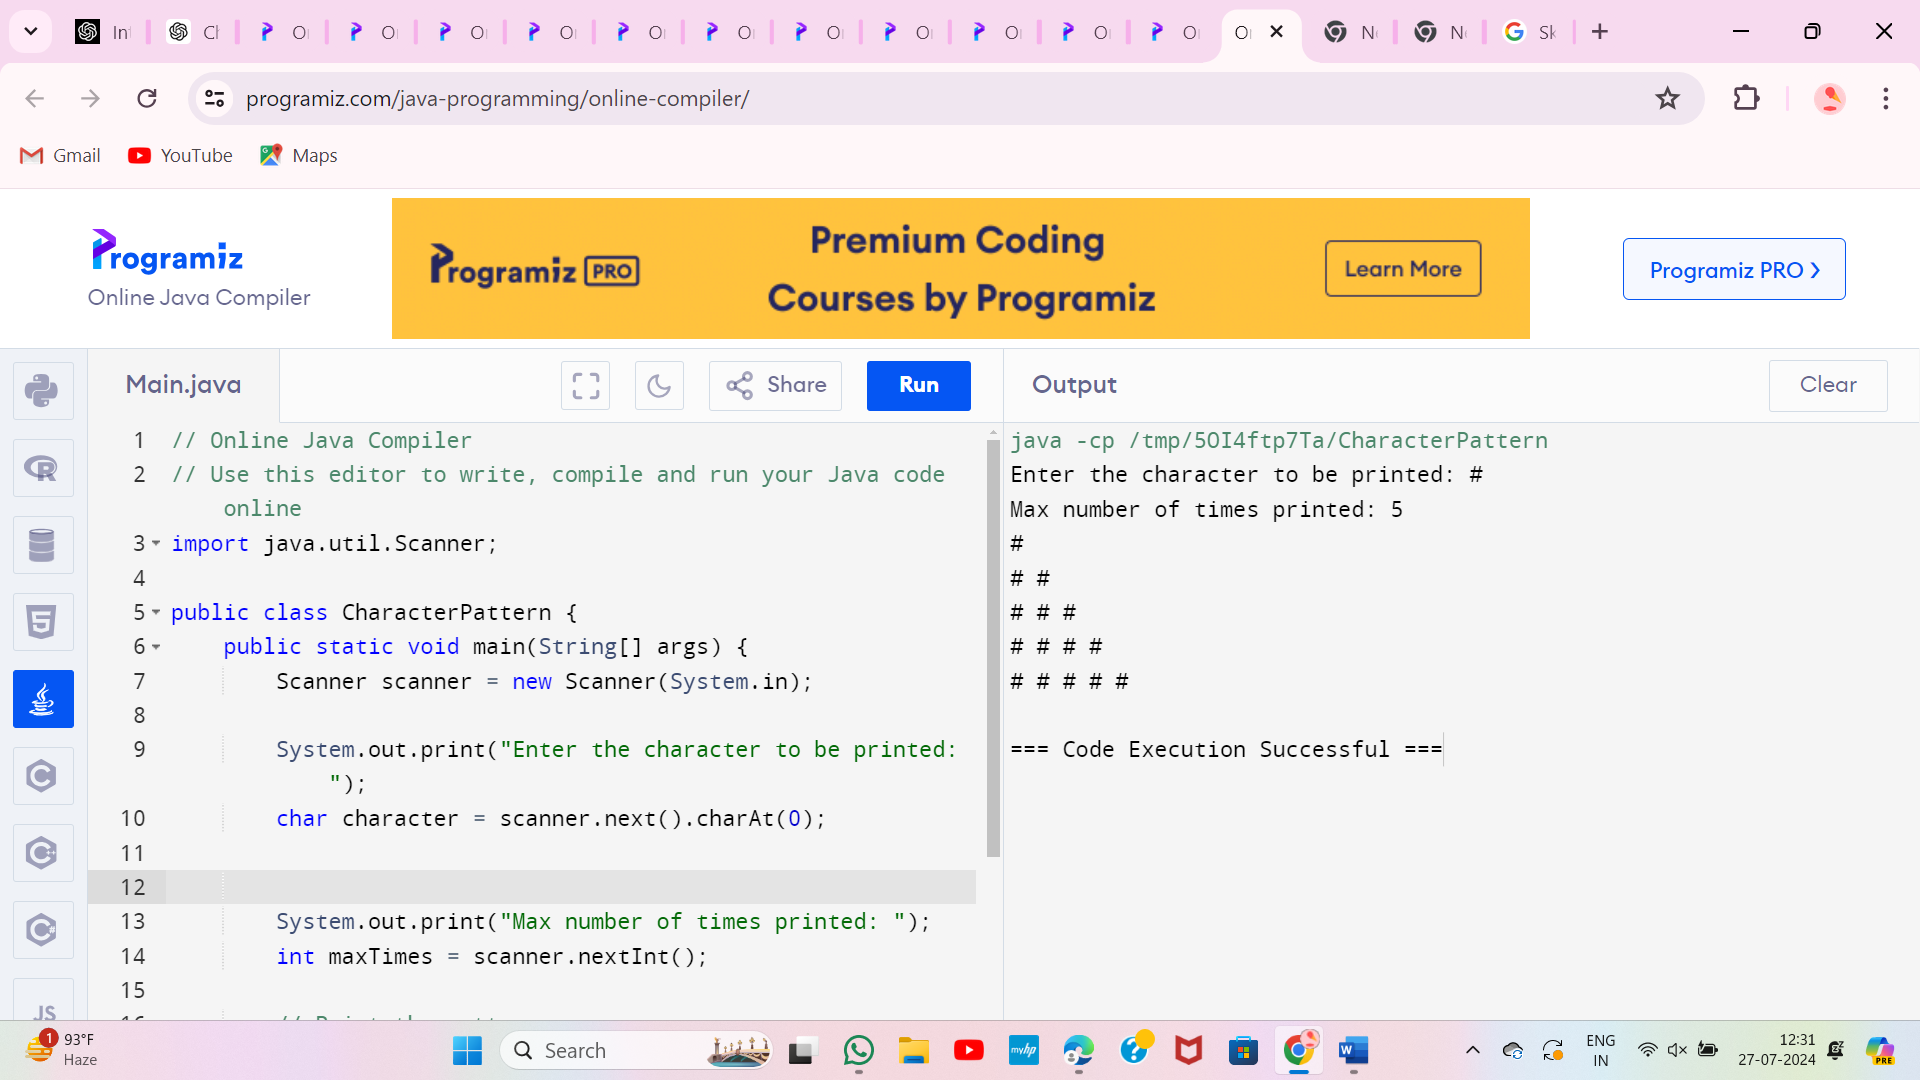 programiz.com/java-programming/online-compiler/
Gmail
YouTube
Maps
Programiz
Online Java Compiler
Programiz PRO
Premium Coding
Courses by Programiz
Learn More
Programiz PRO ❯
Main.java
Share
Run
Output
Clear
1 // Online Java Compiler
2 // Use this editor to write, compile and run your Java code
online
3 import java.util.Scanner;
4
5 public class CharacterPattern {
6 public static void main(String[] args) {
7 Scanner scanner = new Scanner(System.in);
8
9 System.out.print("Enter the character to be printed:
");
10 char character = scanner.next().charAt(0);
11
12
13 System.out.print("Max number of times printed: ");
14 int maxTimes = scanner.nextInt();
15
java -cp /tmp/5OI4ftp7Ta/CharacterPattern
Enter the character to be printed: #
Max number of times printed: 5
#
# #
# # #
# # # #
# # # # #
=== Code Execution Successful ===
JS
1
93°F
Haze
Search
myhp
ENG
IN
12:31
27-07-2024
PRE